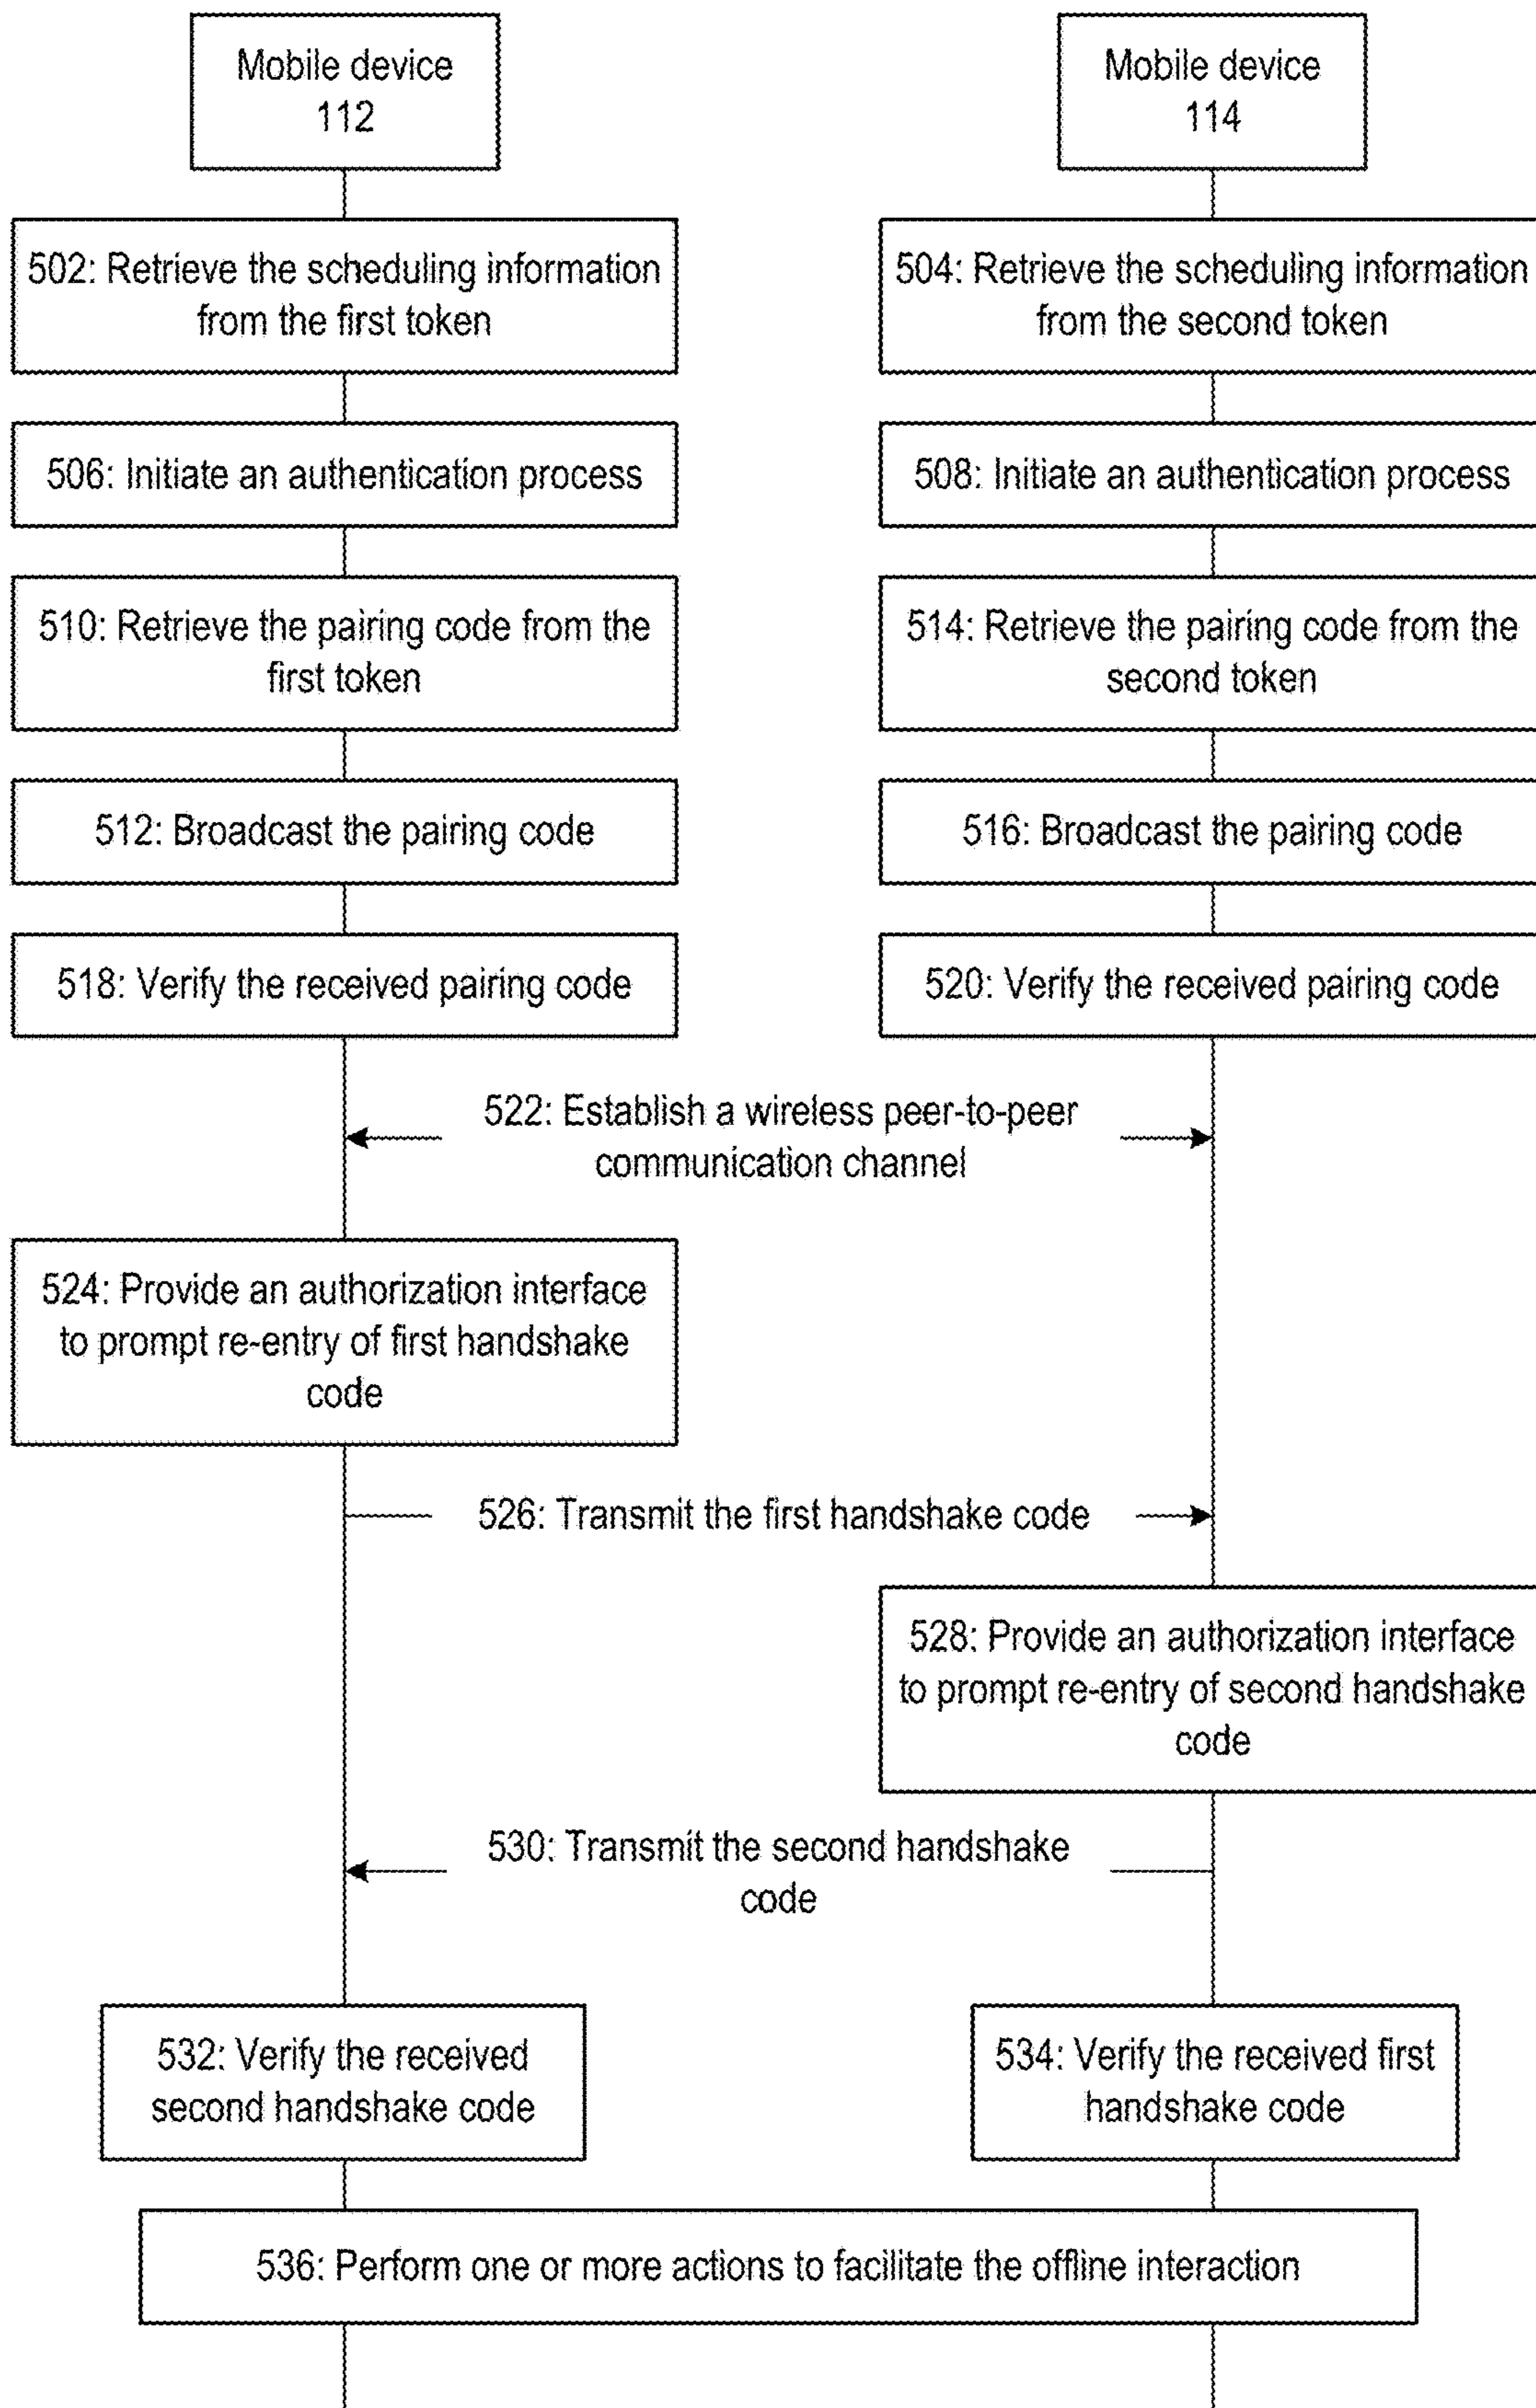 Mobile device
112
Mobile device
114
502: Retrieve the scheduling information
from the first token
504: Retrieve the scheduling information
from the second token
506: Initiate an authentication process
508: Initiate an authentication process
510: Retrieve the pairing code from the
first token
514: Retrieve the pairing code from the
second token
512: Broadcast the pairing code
516: Broadcast the pairing code
518: Verify the received pairing code
520: Verify the received pairing code
522: Establish a wireless peer-to-peer
communication channel
524: Provide an authorization interface
to prompt re-entry of first handshake
code
526: Transmit the first handshake code
528: Provide an authorization interface
to prompt re-entry of second handshake
code
530: Transmit the second handshake
code
532: Verify the received
second handshake code
534: Verify the received first
handshake code
536: Perform one or more actions to facilitate the offline interaction